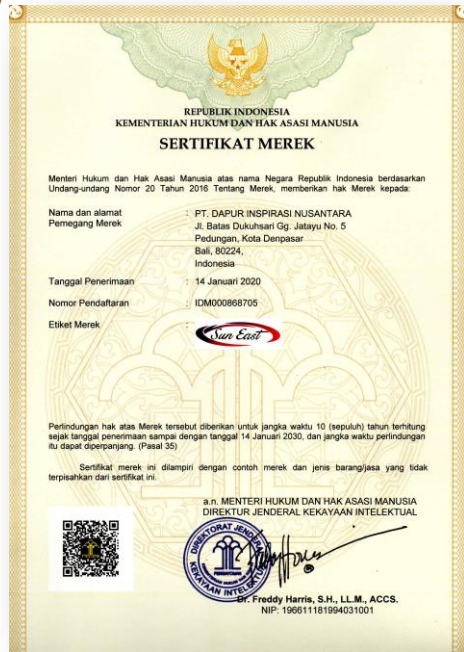 REPUBLIK INDONESIA
KEMENTERIAN HUKUM DAN HAK ASASI MANUSIA
SERTIFIKAT MEREK
Menteri Hukum dan Hak Asasi Manusia atas nama Negara Republik Indonesia berdasarkan
Undang-undang Nomor 20 Tahun 2016 Tentang Merek, memberikan hak Merek kepada:
Nama dan alamat : PT. DAPUR INSPIRASI NUSANTARA
Pemegang Merek Jl. Batas Dukuhsari Gg. Jatayu No. 5
Pedungan, Kota Denpasar
Bali, 80224,
Indonesia
Tanggal Penerimaan : 14 Januari 2020
Nomor Pendaftaran : IDM000868705
Etiket Merek :
Sun East
Perlindungan hak atas Merek tersebut diberikan untuk jangka waktu 10 (sepuluh) tahun terhitung
sejak tanggal penerimaan sampai dengan tanggal 14 Januari 2030, dan jangka waktu perlindungan
itu dapat diperpanjang. (Pasal 35)
Sertifikat merek ini dilampiri dengan contoh merek dan jenis barang/jasa yang tidak
terpisahkan dari sertifikat ini.
a.n. MENTERI HUKUM DAN HAK ASASI MANUSIA
DIREKTUR JENDERAL KEKAYAAN INTELEKTUAL
DIREKTORAT JENDERAL
KEKAYAAN INTELEKTUAL
Dr. Freddy Harris, S.H., LL.M., ACCS.
NIP: 196611181994031001